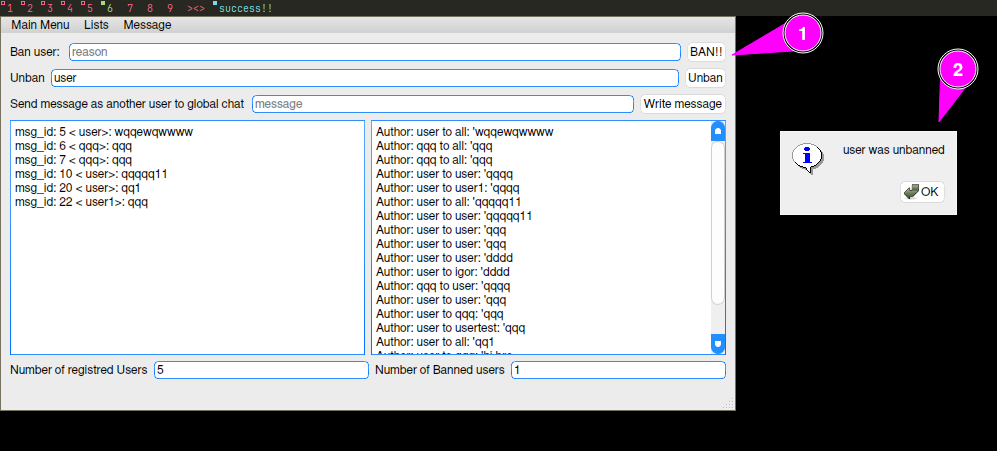 1 2 3 4 5 6 7 8 9 ><> success!!
Main Menu Lists Message
Ban user: reason BAN!!
1
Unban user Unban
2
Send message as another user to global chat message Write message
msg_id: 5 < user>: wqqewqwwww
msg_id: 6 < qqq>: qqq
msg_id: 7 < qqq>: qqq
msg_id: 10 < user>: qqqqq11
msg_id: 20 < user>: qq1
msg_id: 22 < user1>: qqq
Author: user to all: 'wqqewqwwww
Author: qqq to all: 'qqq
Author: qqq to all: 'qqq
Author: user to user: 'qqqq
Author: user to user1: 'qqqq
Author: user to all: 'qqqqq11
Author: user to user: 'qqqqq11
Author: user to user: 'qqq
Author: user to user: 'qqq
Author: user to user: 'dddd
Author: user to igor: 'dddd
Author: qqq to user: 'qqqq
Author: user to user: 'qqq
Author: user to qqq: 'qqq
Author: user to usertest: 'qqq
Author: user to all: 'qq1
user was unbanned
OK
Number of registred Users 5 Number of Banned users 1